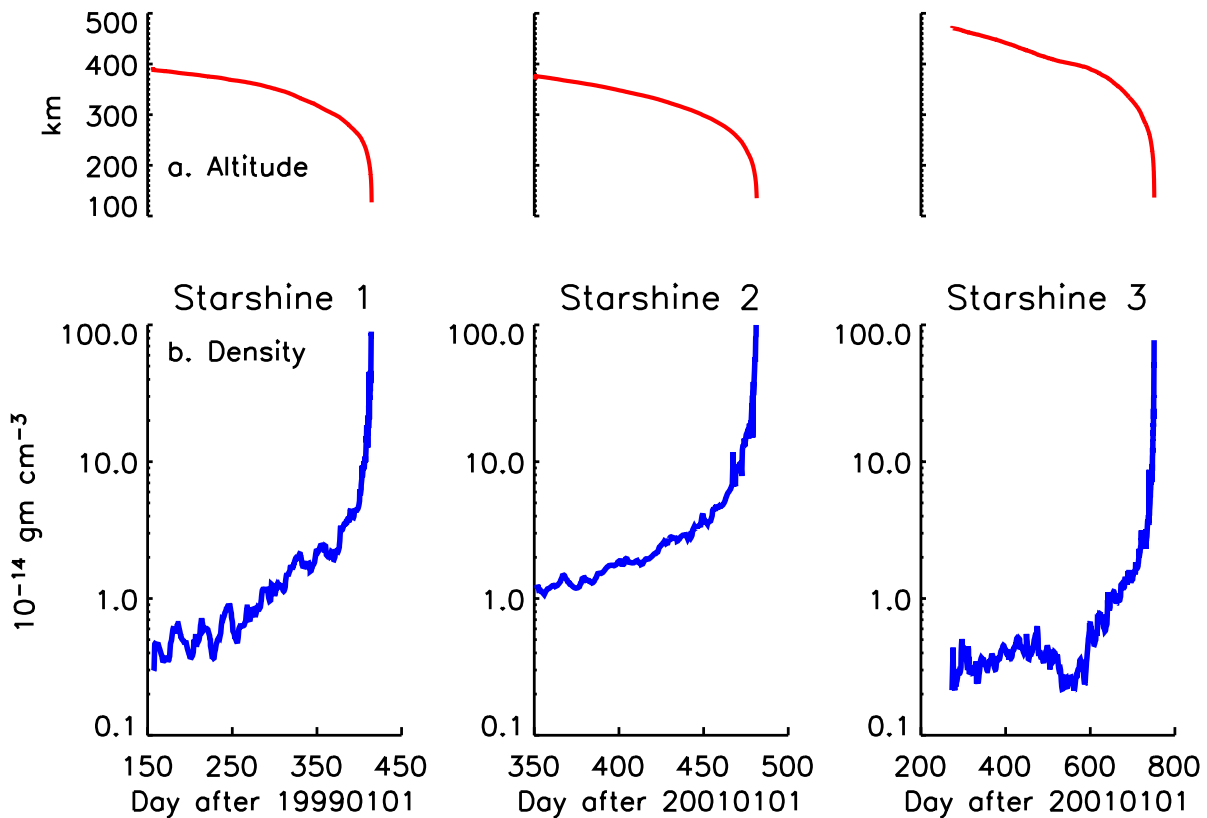 500
400
300
200
100
km
a. Altitude
Starshine 1
Starshine 2
Starshine 3
100.0
10.0
1.0
0.1
10⁻¹⁴ gm cm⁻³
b. Density
100.0
10.0
1.0
0.1
100.0
10.0
1.0
0.1
150 250 350 450
Day after 19990101
350 400 450 500
Day after 20010101
200 400 600 800
Day after 20010101